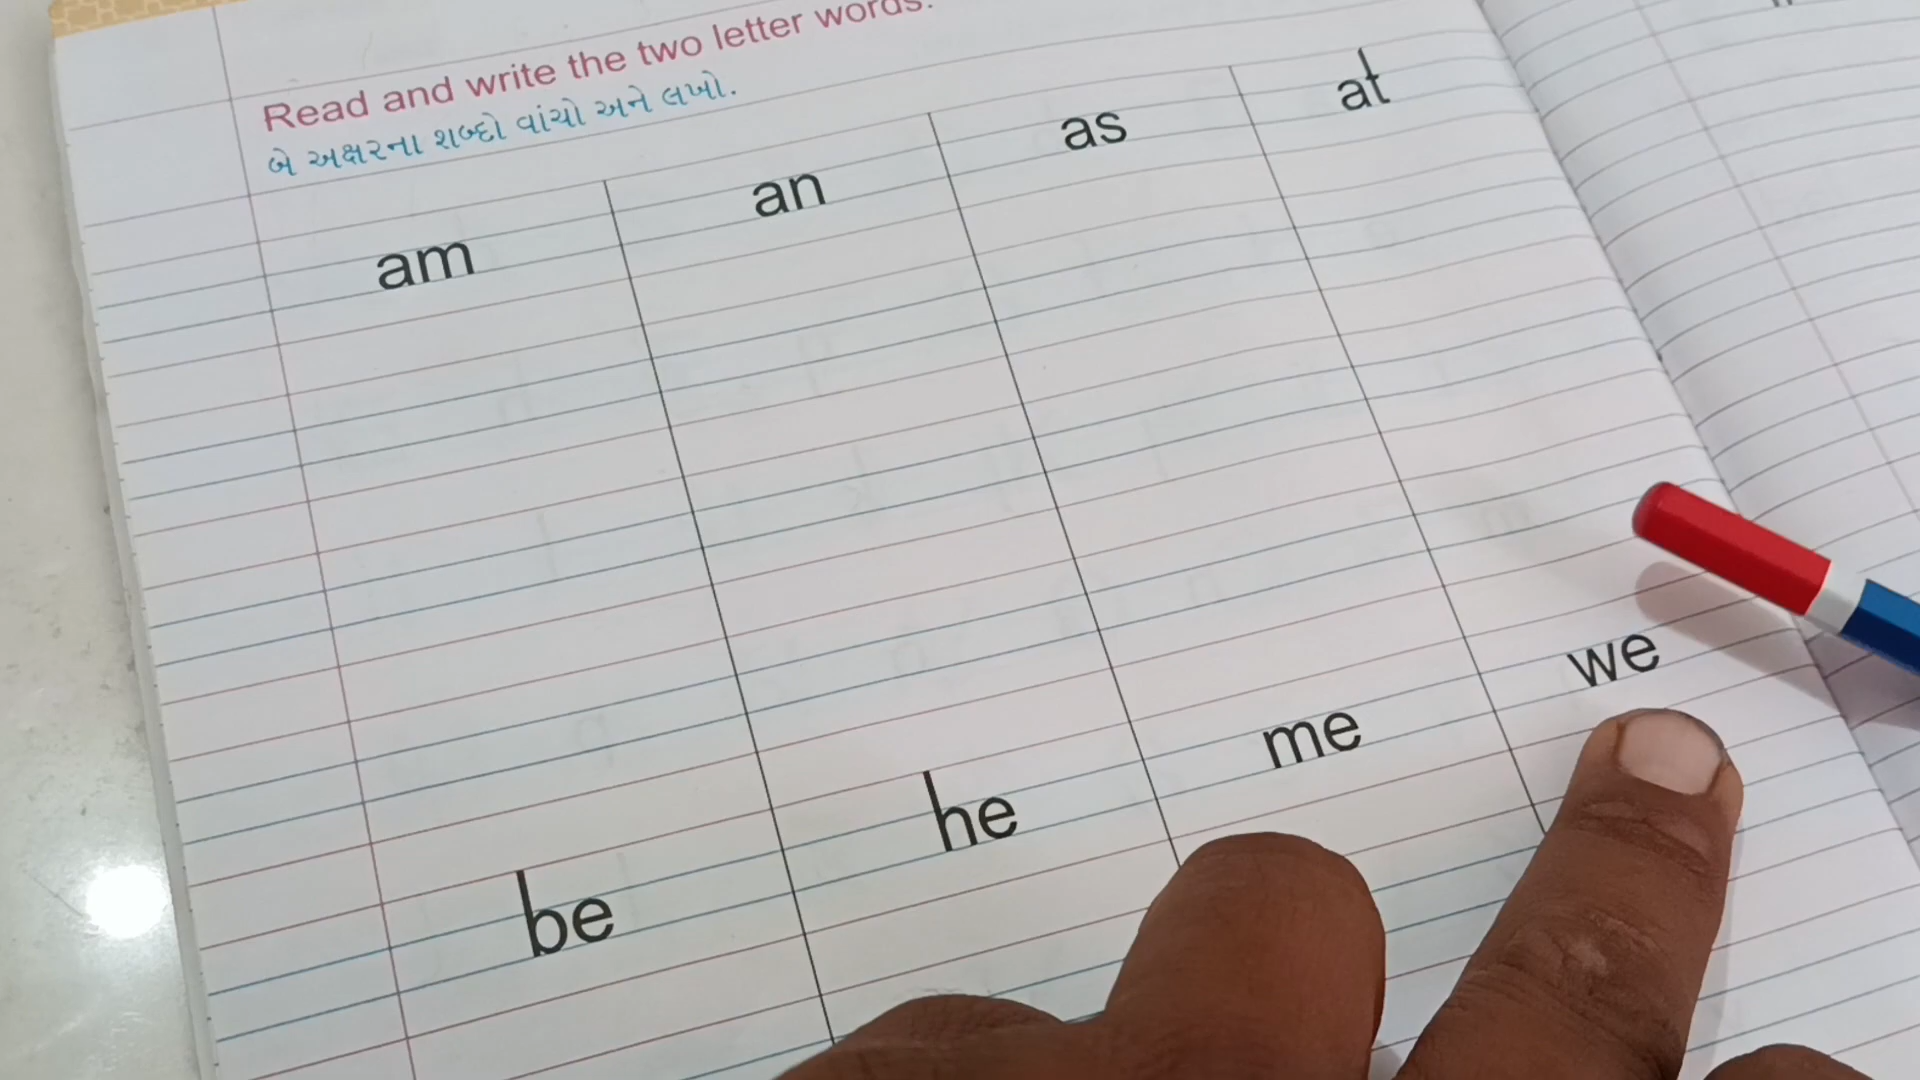 Read and write the two letter words.
બે અક્ષરના શબ્દો વાંચો અને લખો.
am an as at
be he me we